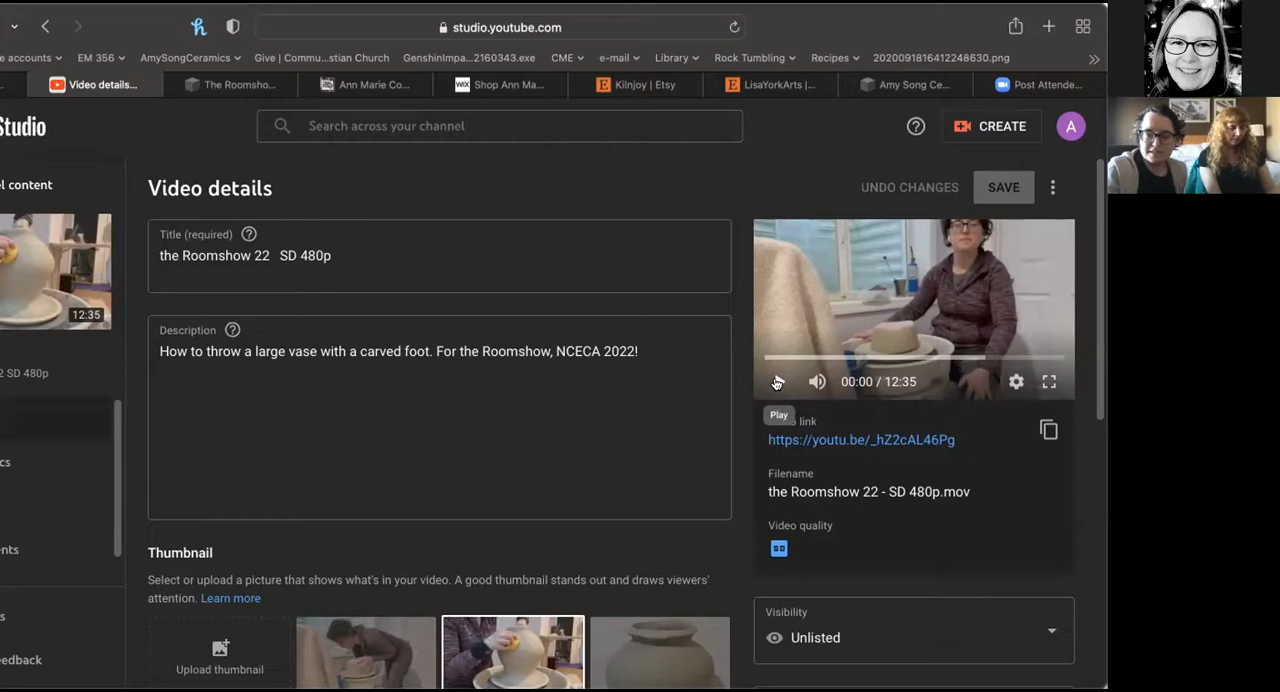 studio.youtube.com
e accounts EM 356 AmySongCeramics Give | Commu...stian Church GenshinImpa...2160343.exe CME e-mail Library Rock Tumbling Recipes 2020091816412248630.png
Video details... The Roomsho... Ann Marie Co... WIX Shop Ann Ma... E Kilnjoy | Etsy E LisaYorkArts |... Amy Song Ce... Post Attende...
Studio
Search across your channel
CREATE
A
el content
Video details
UNDO CHANGES
SAVE
Title (required)
the Roomshow 22 SD 480p
12:35
Description
How to throw a large vase with a carved foot. For the Roomshow, NCECA 2022!
2 SD 480p
00:00 / 12:35
Play
link
https://youtu.be/_hZ2cAL46Pg
Filename
the Roomshow 22 - SD 480p.mov
Video quality
SD
cs
nts
Thumbnail
Select or upload a picture that shows what's in your video. A good thumbnail stands out and draws viewers'
attention. Learn more
Upload thumbnail
Visibility
Unlisted
s
eedback